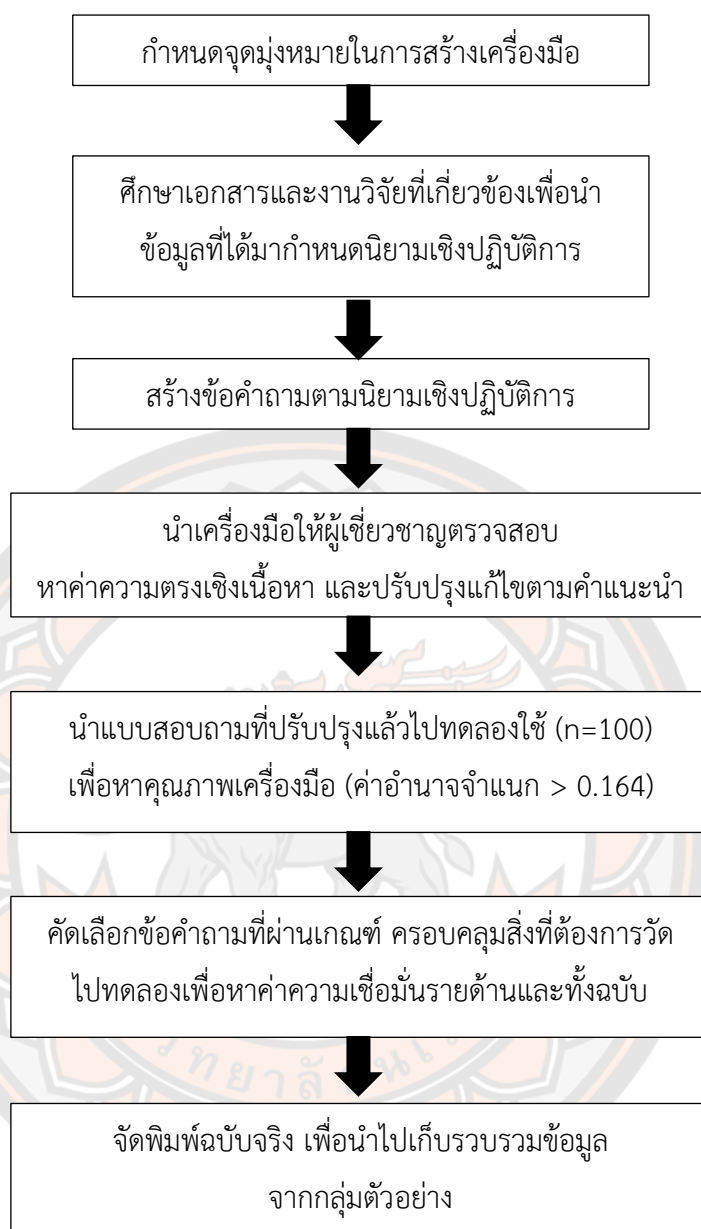 กำหนดจุดมุ่งหมายในการสร้างเครื่องมือ
ศึกษาเอกสารและงานวิจัยที่เกี่ยวข้องเพื่อนำ
ข้อมูลที่ได้มากำหนดนิยามเชิงปฏิบัติการ
สร้างข้อคำถามตามนิยามเชิงปฏิบัติการ
นำเครื่องมือให้ผู้เชี่ยวชาญตรวจสอบ
หาค่าความตรงเชิงเนื้อหา และปรับปรุงแก้ไขตามคำแนะนำ
นำแบบสอบถามที่ปรับปรุงแล้วไปทดลองใช้ (n=100)
เพื่อหาคุณภาพเครื่องมือ (ค่าอำนาจจำแนก > 0.164)
คัดเลือกข้อคำถามที่ผ่านเกณฑ์ ครอบคลุมสิ่งที่ต้องการวัด
ไปทดลองเพื่อหาค่าความเชื่อมั่นรายด้านและทั้งฉบับ
จัดพิมพ์ฉบับจริง เพื่อนำไปเก็บรวบรวมข้อมูล
จากกลุ่มตัวอย่าง